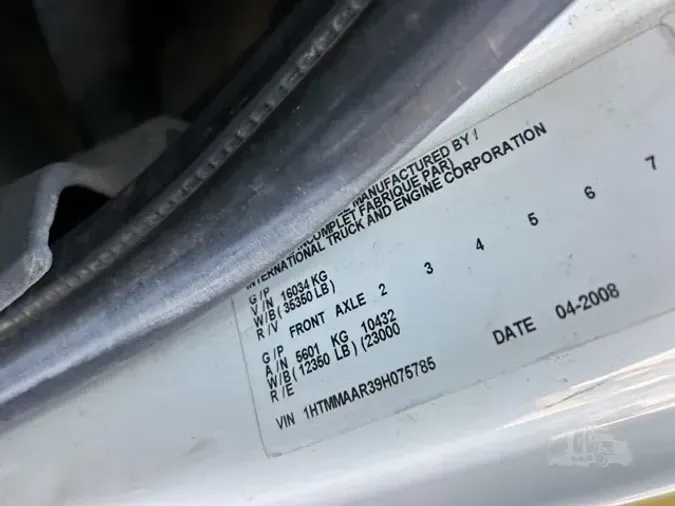 MANUFACTURED BY /
INCOMPLET FABRIQUE PAR)
INTERNATIONAL TRUCK AND ENGINE CORPORATION
G/P
V/N 16034 KG
W/B (35350 LB)
R/V
FRONT AXLE 2 3 4 5 6 7
G/P
A/N 5601 KG 10432
W/B (12350 LB) (23000
R/E
VIN 1HTMMAAR39H075785 DATE 04-2008